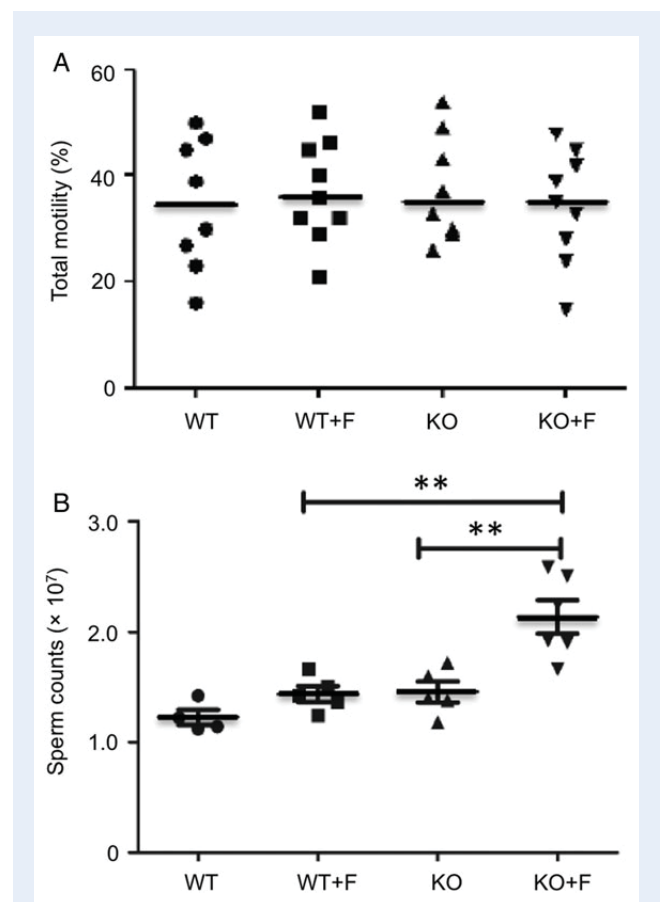 A
60
40
20
0
Total motility (%)
WT WT+F KO KO+F
B
**
**
3.0
2.0
1.0
0
Sperm counts (× 10⁷)
WT WT+F KO KO+F